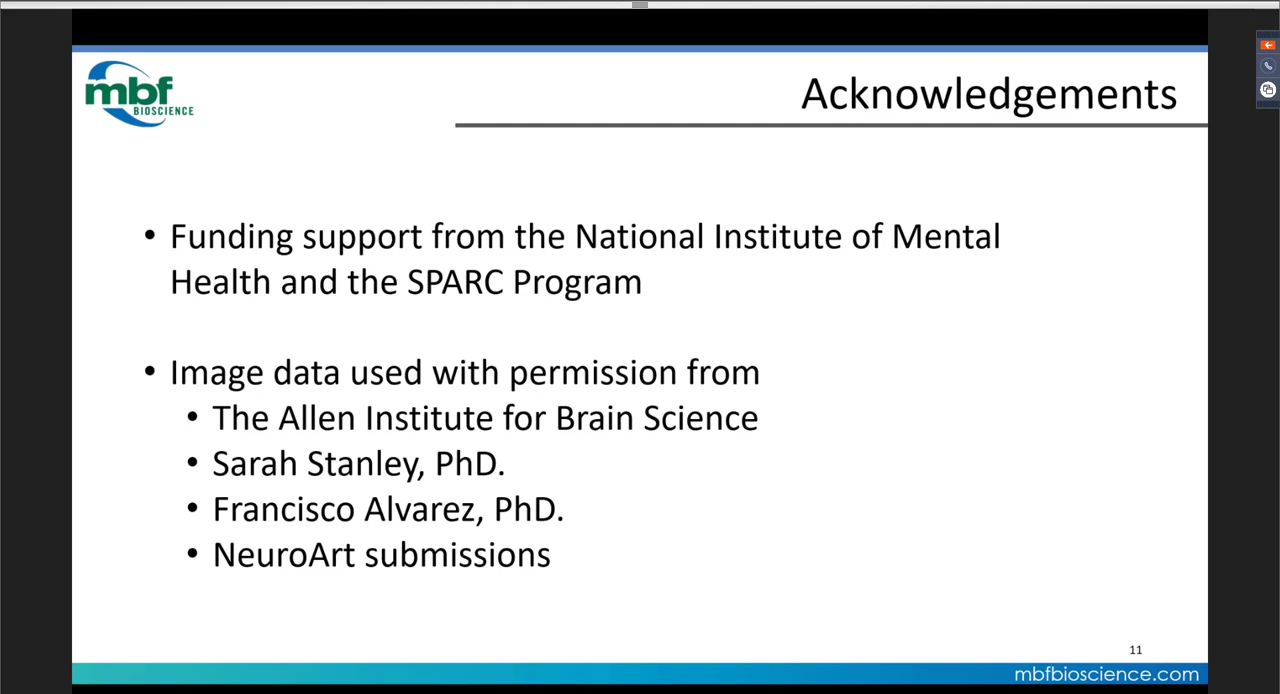 mbf
BIOSCIENCE
Acknowledgements
• Funding support from the National Institute of Mental
Health and the SPARC Program
• Image data used with permission from
• The Allen Institute for Brain Science
• Sarah Stanley, PhD.
• Francisco Alvarez, PhD.
• NeuroArt submissions
11
mbfbioscience.com